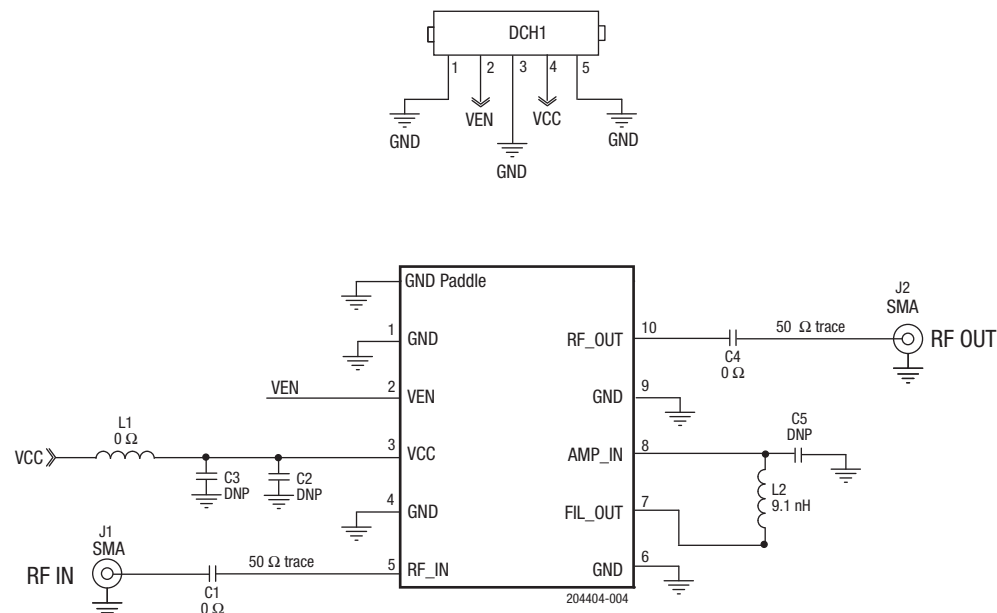 DCH1
1 2 3 4 5
GND
VEN
GND
VCC
GND
GND Paddle
1 GND
VEN 2 VEN
L1
0 Ω
VCC
3 VCC
C3
DNP
C2
DNP
4 GND
J1
SMA
RF IN
C1
0 Ω
50 Ω trace
5 RF_IN
RF_OUT 10
C4
0 Ω
50 Ω trace
J2
SMA
RF OUT
GND 9
AMP_IN 8
C5
DNP
L2
9.1 nH
FIL_OUT 7
GND 6
204404-004